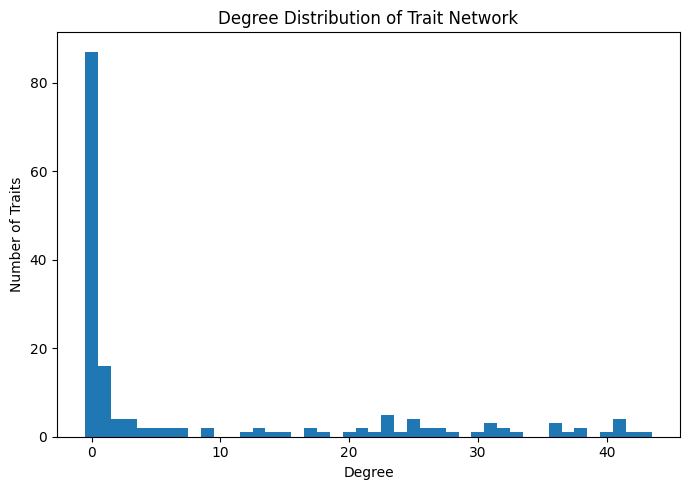 Degree Distribution of Trait Network
Number of Traits
80
60
40
20
0
0 10 20 30 40
Degree